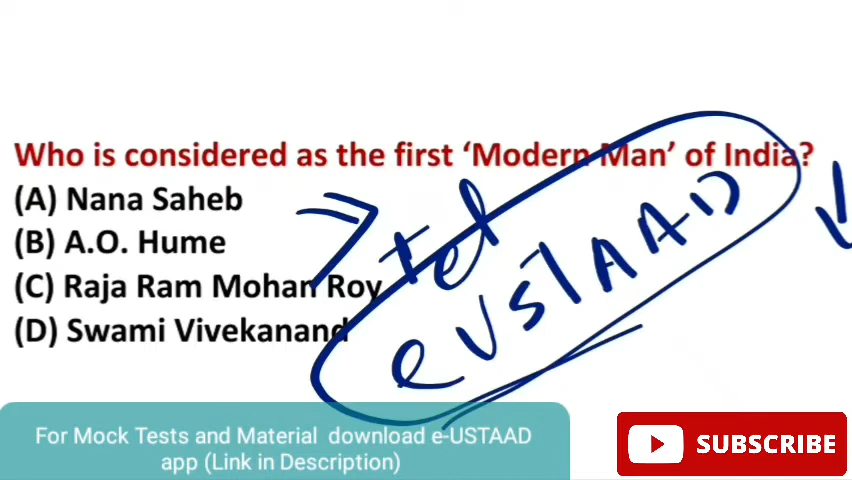 Who is considered as the first ‘Modern Man’ of India?
(A) Nana Saheb
(B) A.O. Hume
(C) Raja Ram Mohan Roy
(D) Swami Vivekanand
tel
eUSTAAD
For Mock Tests and Material download e-USTAAD
app (Link in Description)
SUBSCRIBE